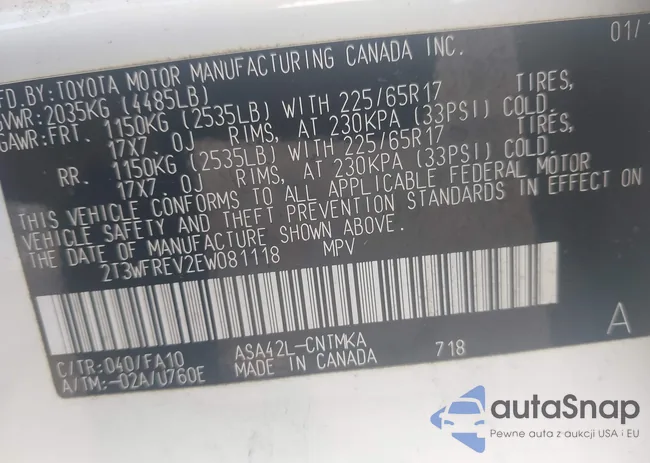 FD.BY: TOYOTA MOTOR MANUFACTURING CANADA INC. 01/
GVWR: 2035KG (4485LB)
GAWR: FRT. 1150KG (2535LB) WITH 225/65R17 TIRES,
17X7.0J RIMS, AT 230KPA (33PSI) COLD.
RR. 1150KG (2535LB) WITH 225/65R17 TIRES,
17X7.0J RIMS, AT 230KPA (33PSI) COLD.
THIS VEHICLE CONFORMS TO ALL APPLICABLE FEDERAL MOTOR
VEHICLE SAFETY AND THEFT PREVENTION STANDARDS IN EFFECT ON
THE DATE OF MANUFACTURE SHOWN ABOVE.
2T3WFREV2EW081118 MPV
C/TR: 040/FA10 ASA42L-CNTMKA 718 A
A/TM: -02A/U760E MADE IN CANADA
autaSnap
Pewne auta z aukcji USA i EU